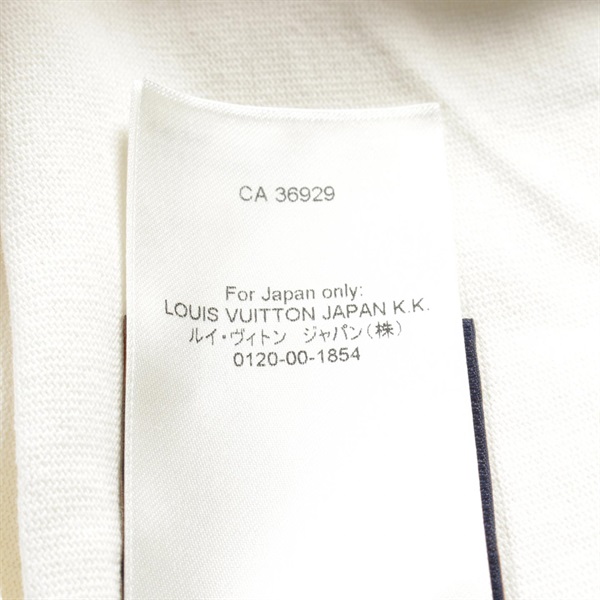 CA 36929
For Japan only:
LOUIS VUITTON JAPAN K.K.
ルイ・ヴィトン ジャパン(株)
0120-00-1854